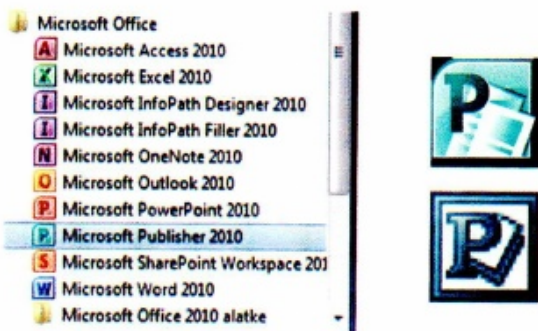 Microsoft Office
A Microsoft Access 2010
X Microsoft Excel 2010
I Microsoft InfoPath Designer 2010
I Microsoft InfoPath Filler 2010
N Microsoft OneNote 2010
O Microsoft Outlook 2010
P Microsoft PowerPoint 2010
P Microsoft Publisher 2010
S Microsoft SharePoint Workspace 201
W Microsoft Word 2010
Microsoft Office 2010 alatke
P
P